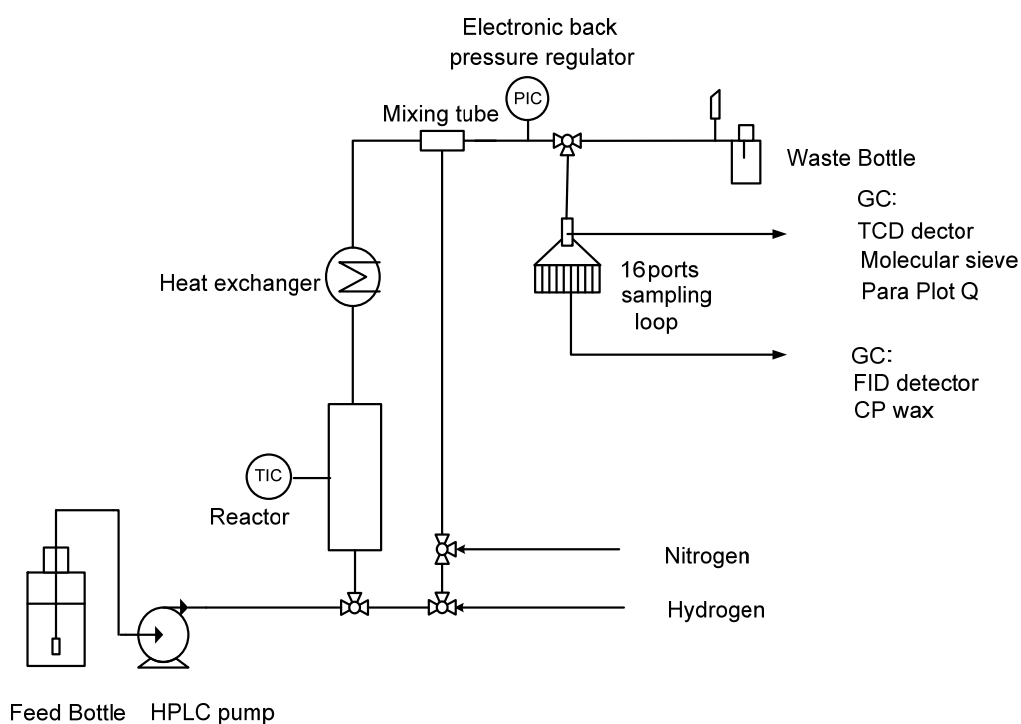 Electronic back
pressure regulator
PIC
Mixing tube
Waste Bottle
GC:
TCD dector
Molecular sieve
Para Plot Q
Heat exchanger
16ports
sampling
loop
GC:
FID detector
CP wax
TIC
Reactor
Nitrogen
Hydrogen
Feed Bottle
HPLC pump